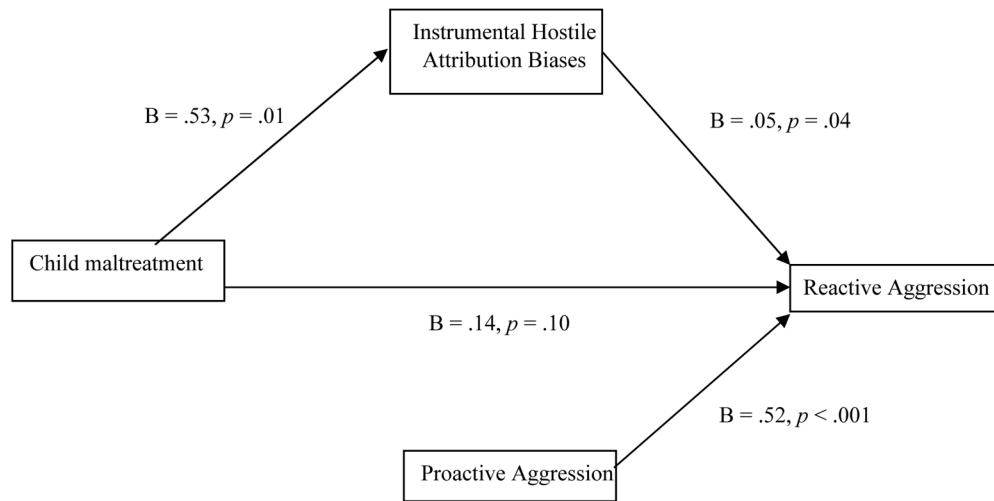 Instrumental Hostile
Attribution Biases
B = .53, p = .01
B = .05, p = .04
Child maltreatment
Reactive Aggression
B = .14, p = .10
B = .52, p < .001
Proactive Aggression